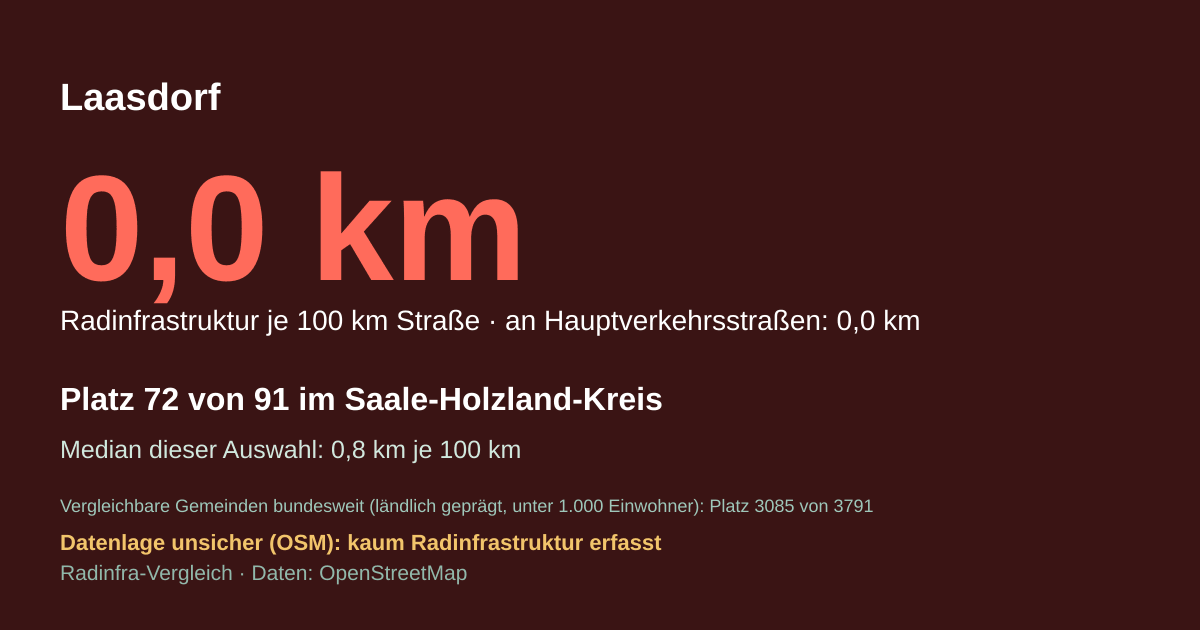 Laasdorf
0,0 km
Radinfrastruktur je 100 km Straße · an Hauptverkehrsstraßen: 0,0 km
Platz 72 von 91 im Saale-Holzland-Kreis
Median dieser Auswahl: 0,8 km je 100 km
Vergleichbare Gemeinden bundesweit (ländlich geprägt, unter 1.000 Einwohner): Platz 3085 von 3791
Datenlage unsicher (OSM): kaum Radinfrastruktur erfasst
Radinfra-Vergleich · Daten: OpenStreetMap